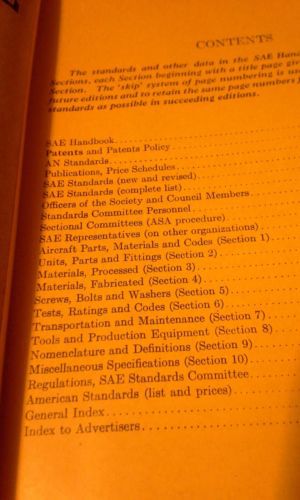 CONTENTS
The standards and other data in the SAE
Sections, each Section beginning with a title page
Section. The 'skip' system of page numbering is
future editions and to retain the same page numbers
standards as possible in succeeding editions.
SAE Handbook
Patents and Patents Policy
AN Standards
Publications, Price Schedules
SAE Standards (new and revised)
SAE Standards (complete list)
Officers of the Society and Council Members
Standards Committee Personnel
Sectional Committees (ASA procedure)
SAE Representatives (on other organizations)
Aircraft Parts, Materials and Codes (Section 1)
Units, Parts and Fittings (Section 2)
Materials, Processed (Section 3)
Materials, Fabricated (Section 4)
Screws, Bolts and Washers (Section 5)
Tests, Ratings and Codes (Section 6)
Transportation and Maintenance (Section 7)
Tools and Production Equipment (Section 8)
Nomenclature and Definitions (Section 9)
Miscellaneous Specifications (Section 10)
Regulations, SAE Standards Committee
American Standards (list and prices)
General Index
Index to Advertisers